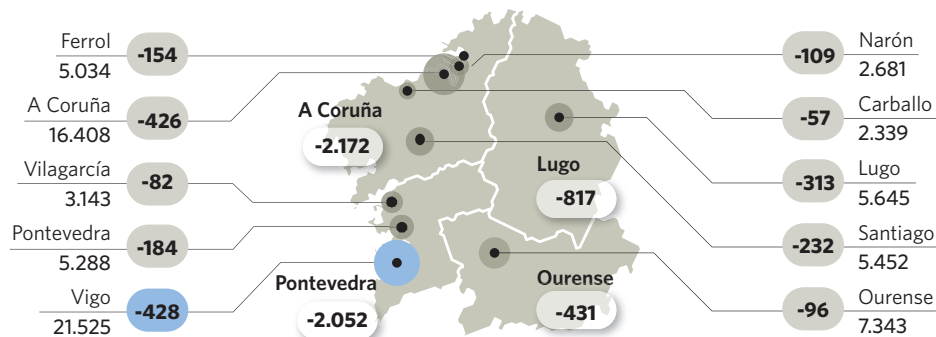 Ferrol
5.034
-154
A Coruña
16.408
-426
Vilagarcía
3.143
-82
Pontevedra
5.288
-184
Vigo
21.525
-428
A Coruña
-2.172
Lugo
-817
Pontevedra
-2.052
Ourense
-431
-109
Narón
2.681
-57
Carballo
2.339
-313
Lugo
5.645
-232
Santiago
5.452
-96
Ourense
7.343